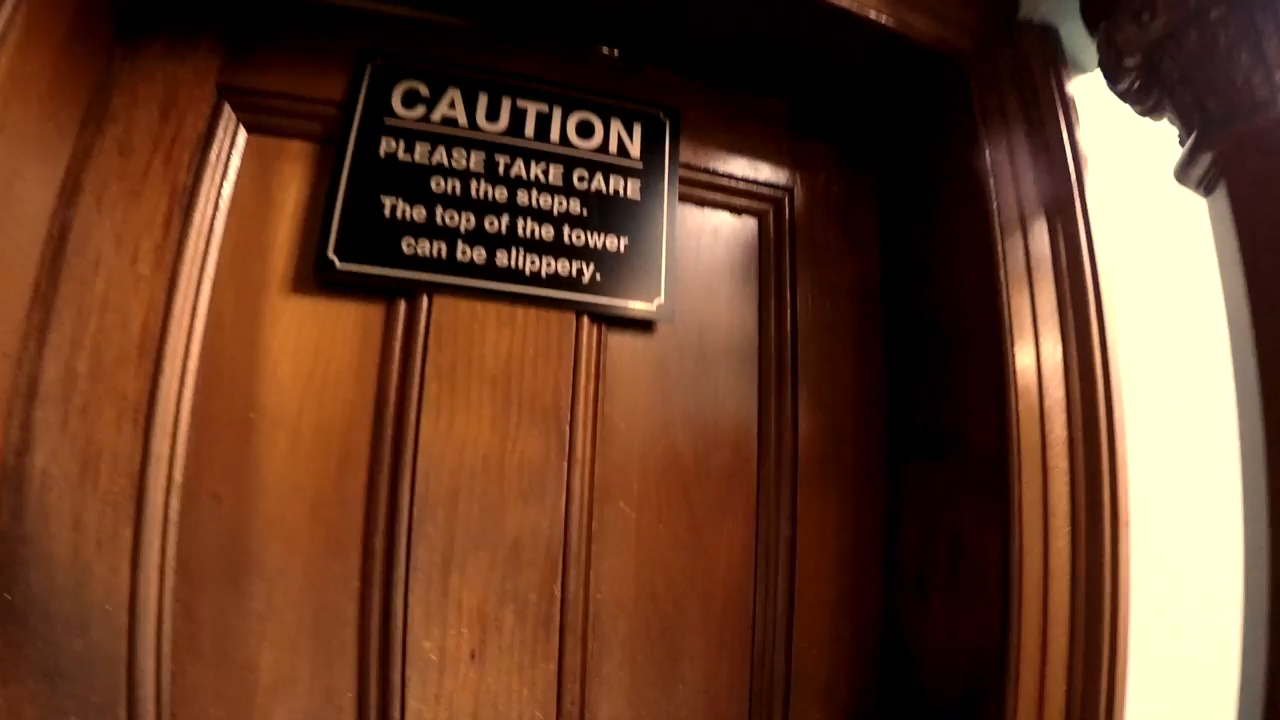 CAUTION
PLEASE TAKE CARE
on the steps.
The top of the tower
can be slippery.